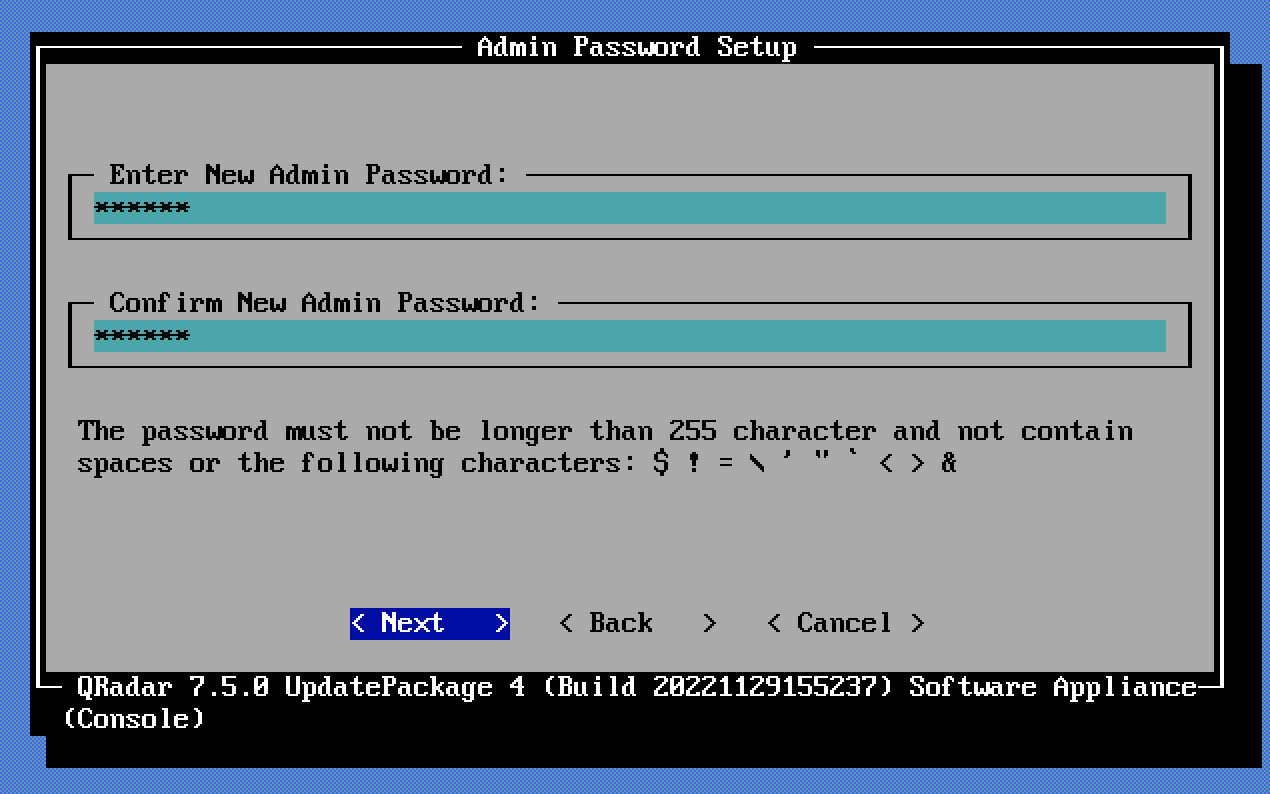 Admin Password Setup
Enter New Admin Password:
******
Confirm New Admin Password:
******
The password must not be longer than 255 character and not contain
spaces or the following characters: $ ! = \ ' " ` < > &
< Next > < Back > < Cancel >
QRadar 7.5.0 UpdatePackage 4 (Build 20221129155237) Software Appliance
(Console)